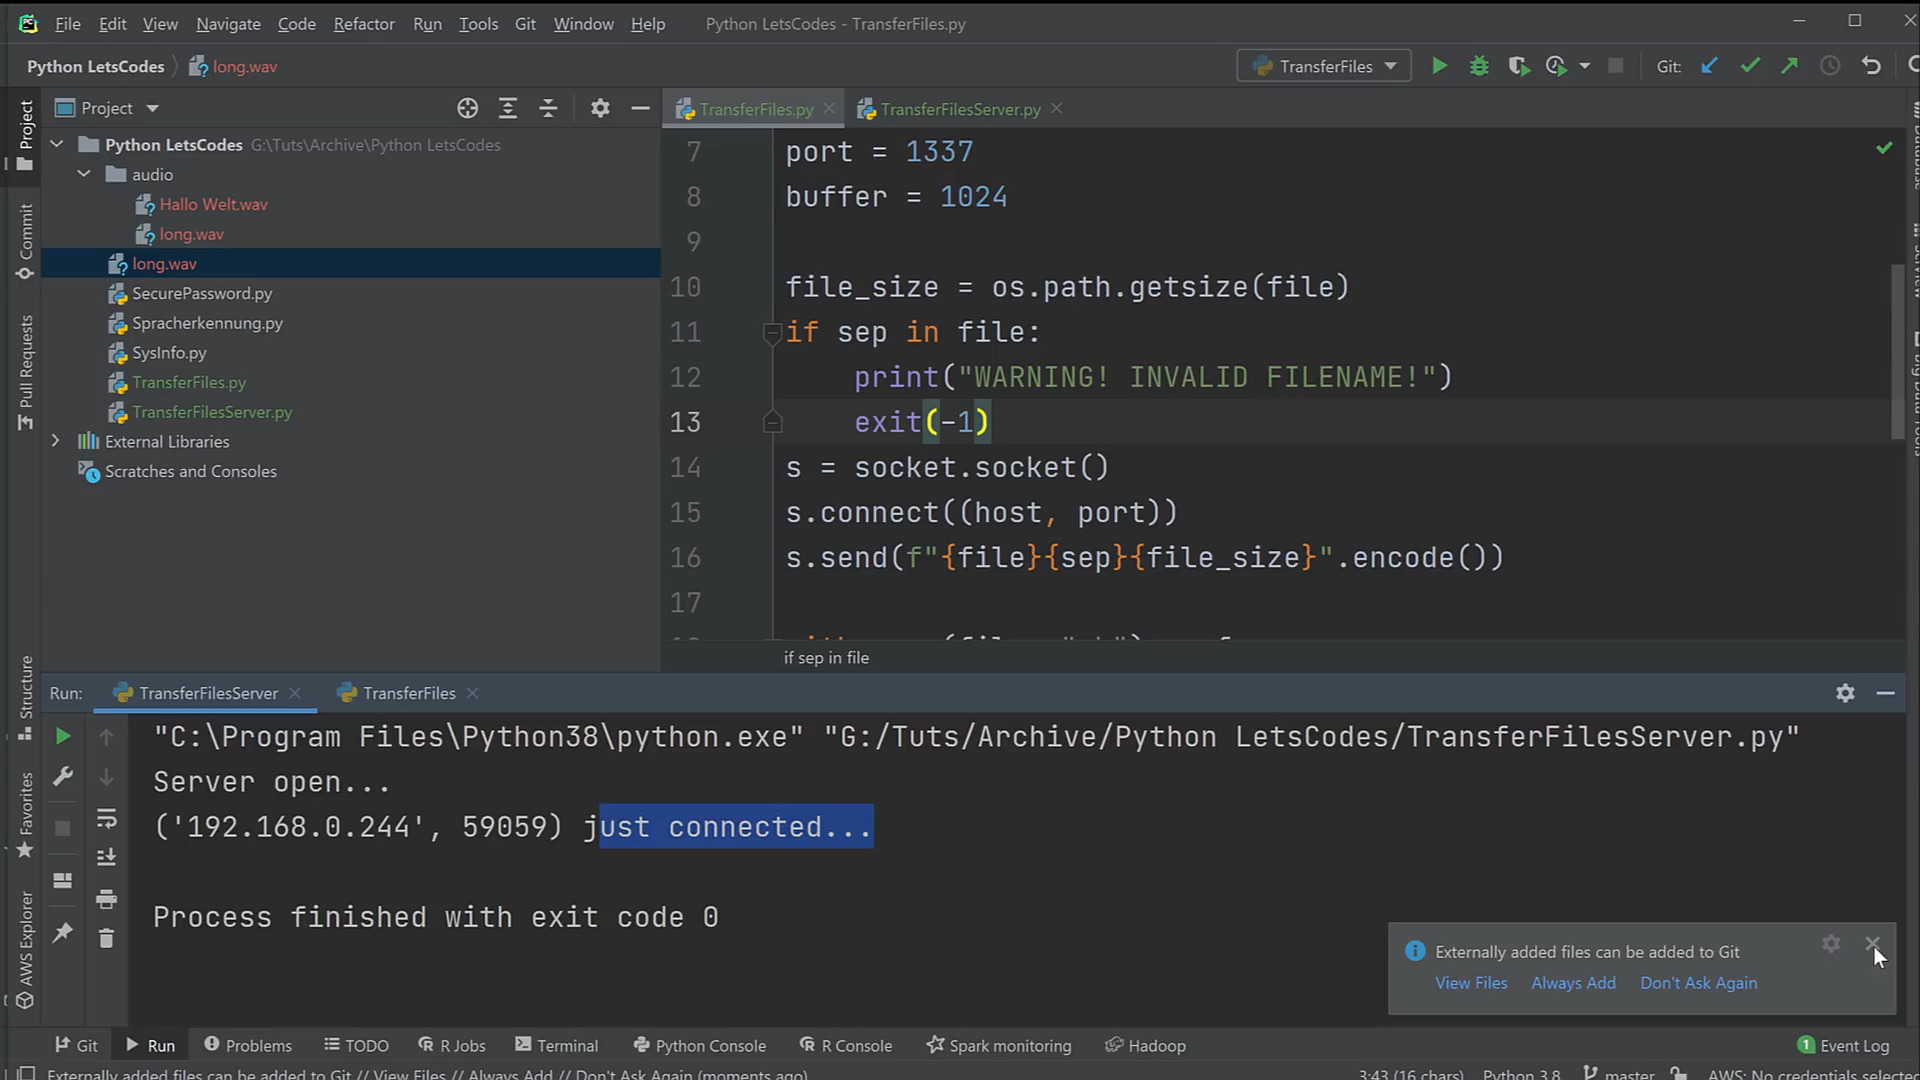 File Edit View Navigate Code Refactor Run Tools Git Window Help Python LetsCodes - TransferFiles.py
Python LetsCodes long.wav TransferFiles Git:
Project
TransferFiles.py TransferFilesServer.py
Python LetsCodes G:\Tuts\Archive\Python LetsCodes
audio
Hallo Welt.wav
long.wav
long.wav
SecurePassword.py
Spracherkennung.py
SysInfo.py
TransferFiles.py
TransferFilesServer.py
External Libraries
Scratches and Consoles
Project
Commit
Pull Requests
Structure
Favorites
AWS Explorer
Database
7 port = 1337
8 buffer = 1024
9
10 file_size = os.path.getsize(file)
11 if sep in file:
12 print("WARNING! INVALID FILENAME!")
13 exit(-1)
14 s = socket.socket()
15 s.connect((host, port))
16 s.send(f"{file}{sep}{file_size}".encode())
17
if sep in file
Run: TransferFilesServer TransferFiles
"C:\Program Files\Python38\python.exe" "G:/Tuts/Archive/Python LetsCodes/TransferFilesServer.py"
Server open...
('192.168.0.244', 59059) just connected...
Process finished with exit code 0
Externally added files can be added to Git
View Files Always Add Don't Ask Again
Git Run Problems TODO R Jobs Terminal Python Console R Console Spark monitoring Hadoop 1 Event Log
Externally added files can be added to Git // View Files // Always Add // Don't Ask Again (moments ago) 3:43 (16 chars) Python 3.8 master AWS: No credentials selected